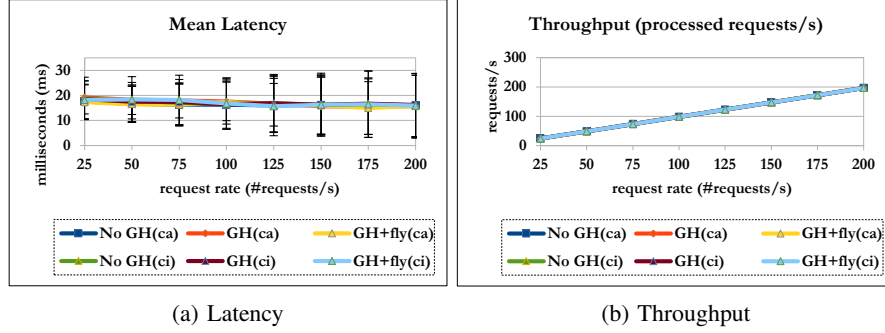 Mean Latency
30
20
10
0
milliseconds (ms)
25 50 75 100 125 150 175 200
request rate (#requests/s)
No GH(ca) GH(ca) GH+fly(ca)
No GH(ci) GH(ci) GH+fly(ci)
(a) Latency
Throughput (processed requests/s)
300
200
100
0
requests/s
25 50 75 100 125 150 175 200
request rate (#requests/s)
No GH(ca) GH(ca) GH+fly(ca)
No GH(ci) GH(ci) GH+fly(ci)
(b) Throughput